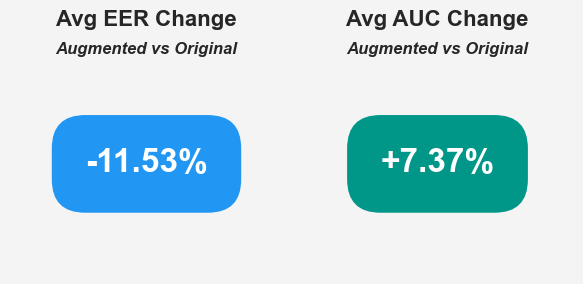 Avg EER Change
Augmented vs Original
-11.53%
Avg AUC Change
Augmented vs Original
+7.37%